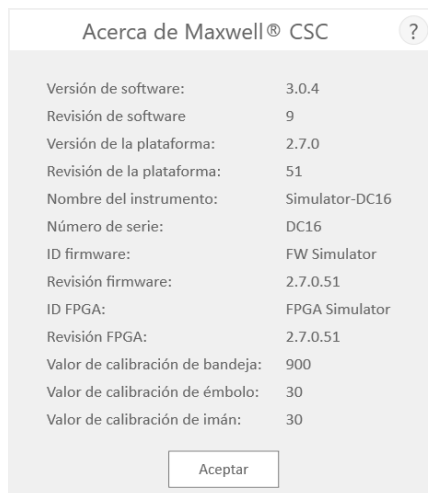 Acerca de Maxwell® CSC ?
Versión de software: 3.0.4
Revisión de software 9
Versión de la plataforma: 2.7.0
Revisión de la plataforma: 51
Nombre del instrumento: Simulator-DC16
Número de serie: DC16
ID firmware: FW Simulator
Revisión firmware: 2.7.0.51
ID FPGA: FPGA Simulator
Revisión FPGA: 2.7.0.51
Valor de calibración de bandeja: 900
Valor de calibración de émbolo: 30
Valor de calibración de imán: 30
Aceptar